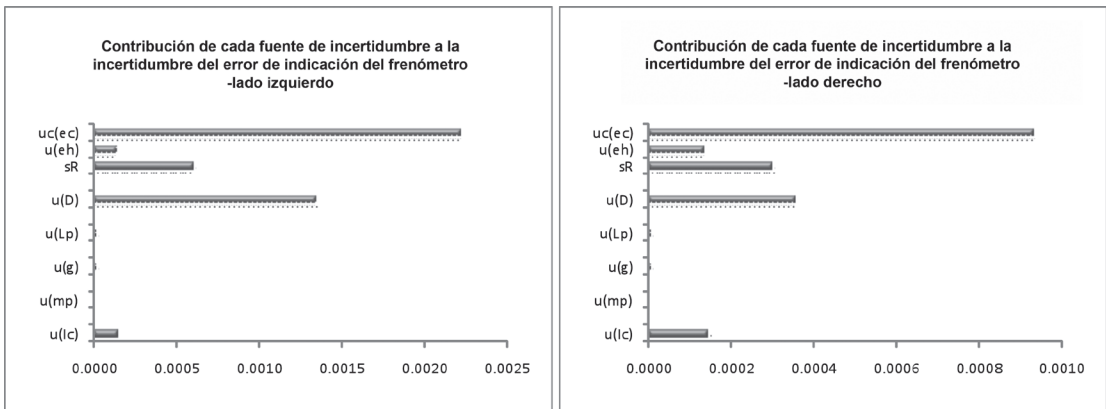 Contribución de cada fuente de incertidumbre a la
incertidumbre del error de indicación del frenómetro
-lado izquierdo
uc(ec)
u(eh)
sR
u(D)
u(Lp)
u(g)
u(mp)
u(Ic)
0.0000 0.0005 0.0010 0.0015 0.0020 0.0025
Contribución de cada fuente de incertidumbre a la
incertidumbre del error de indicación del frenómetro
-lado derecho
uc(ec)
u(eh)
sR
u(D)
u(Lp)
u(g)
u(mp)
u(Ic)
0.0000 0.0002 0.0004 0.0006 0.0008 0.0010